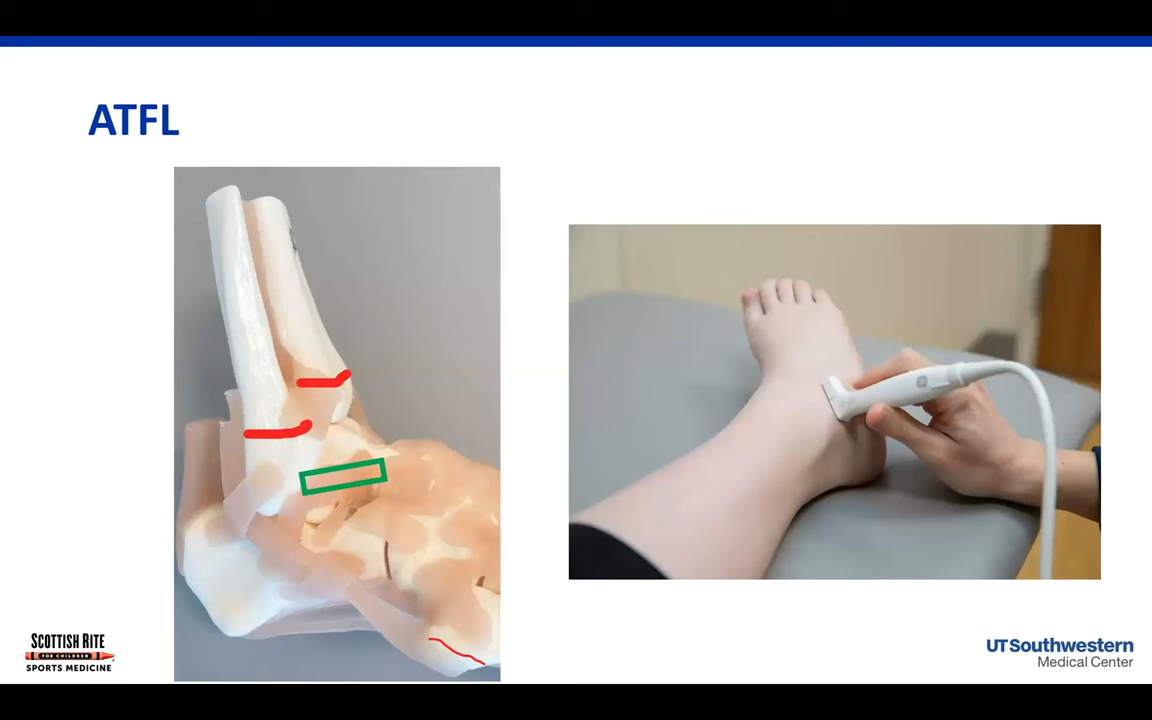 ATFL
SCOTTISH RITE
FOR CHILDREN
SPORTS MEDICINE
UTSouthwestern
Medical Center